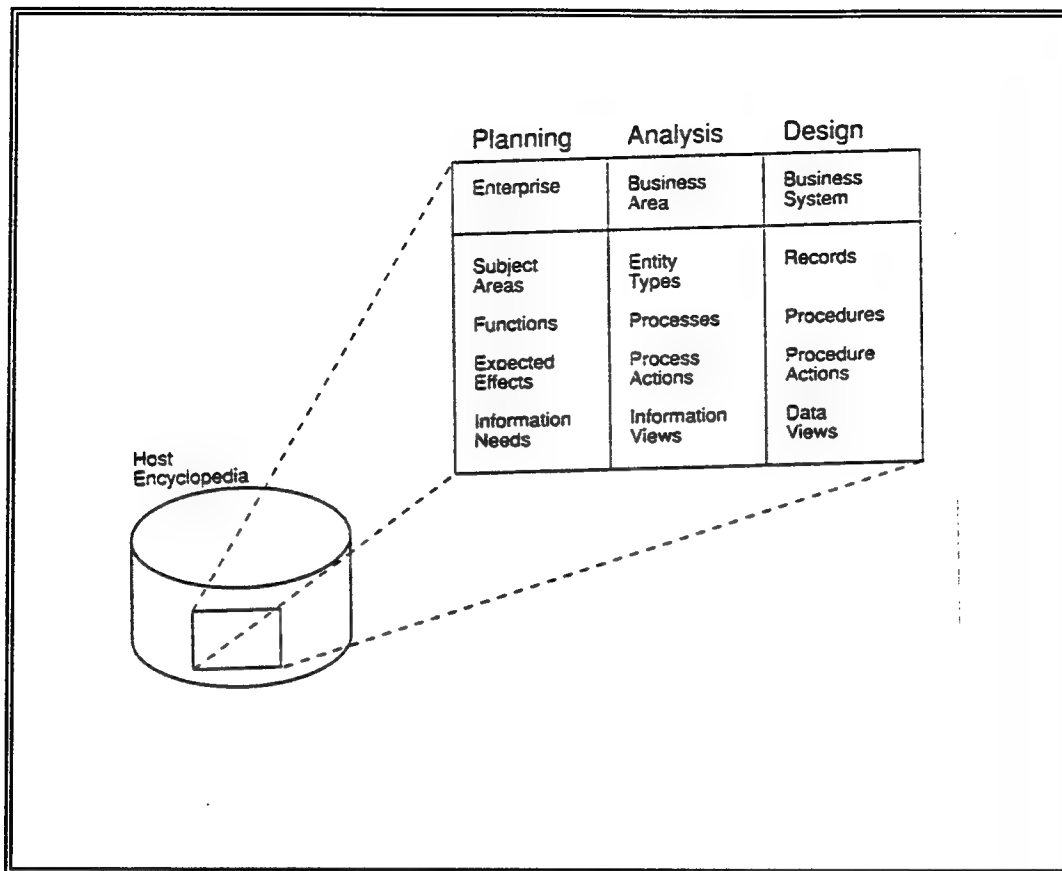 Planning Analysis Design
Enterprise Business Business
Area System
Subject Entity Records
Areas Types
Functions Processes Procedures
Expected Process Procedure
Effects Actions Actions
Information Information Data
Needs Views Views
Host
Encyclopedia